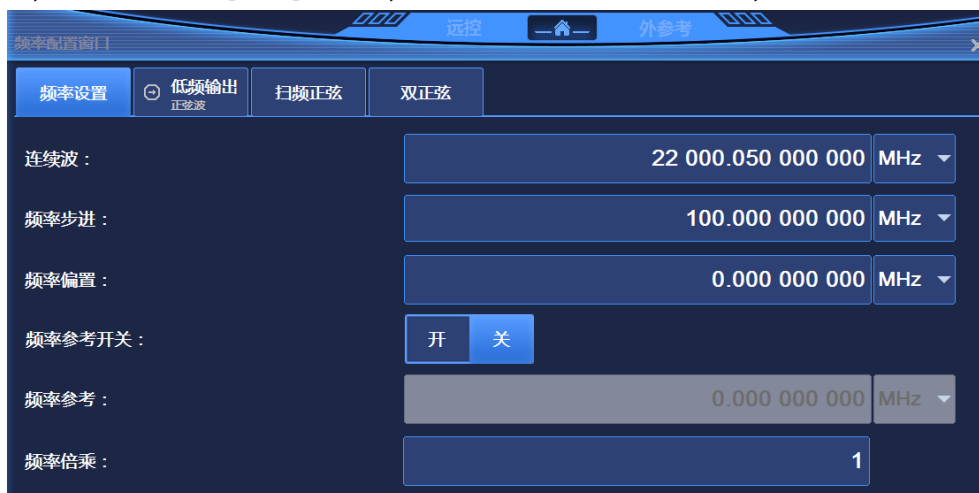 远控 外参考
频率配置窗口
频率设置 低频输出 扫频正弦 双正弦
正弦波
连续波： 22 000.050 000 000 MHz
频率步进： 100.000 000 000 MHz
频率偏置： 0.000 000 000 MHz
频率参考开关： 开 关
频率参考： 0.000 000 000 MHz
频率倍乘： 1